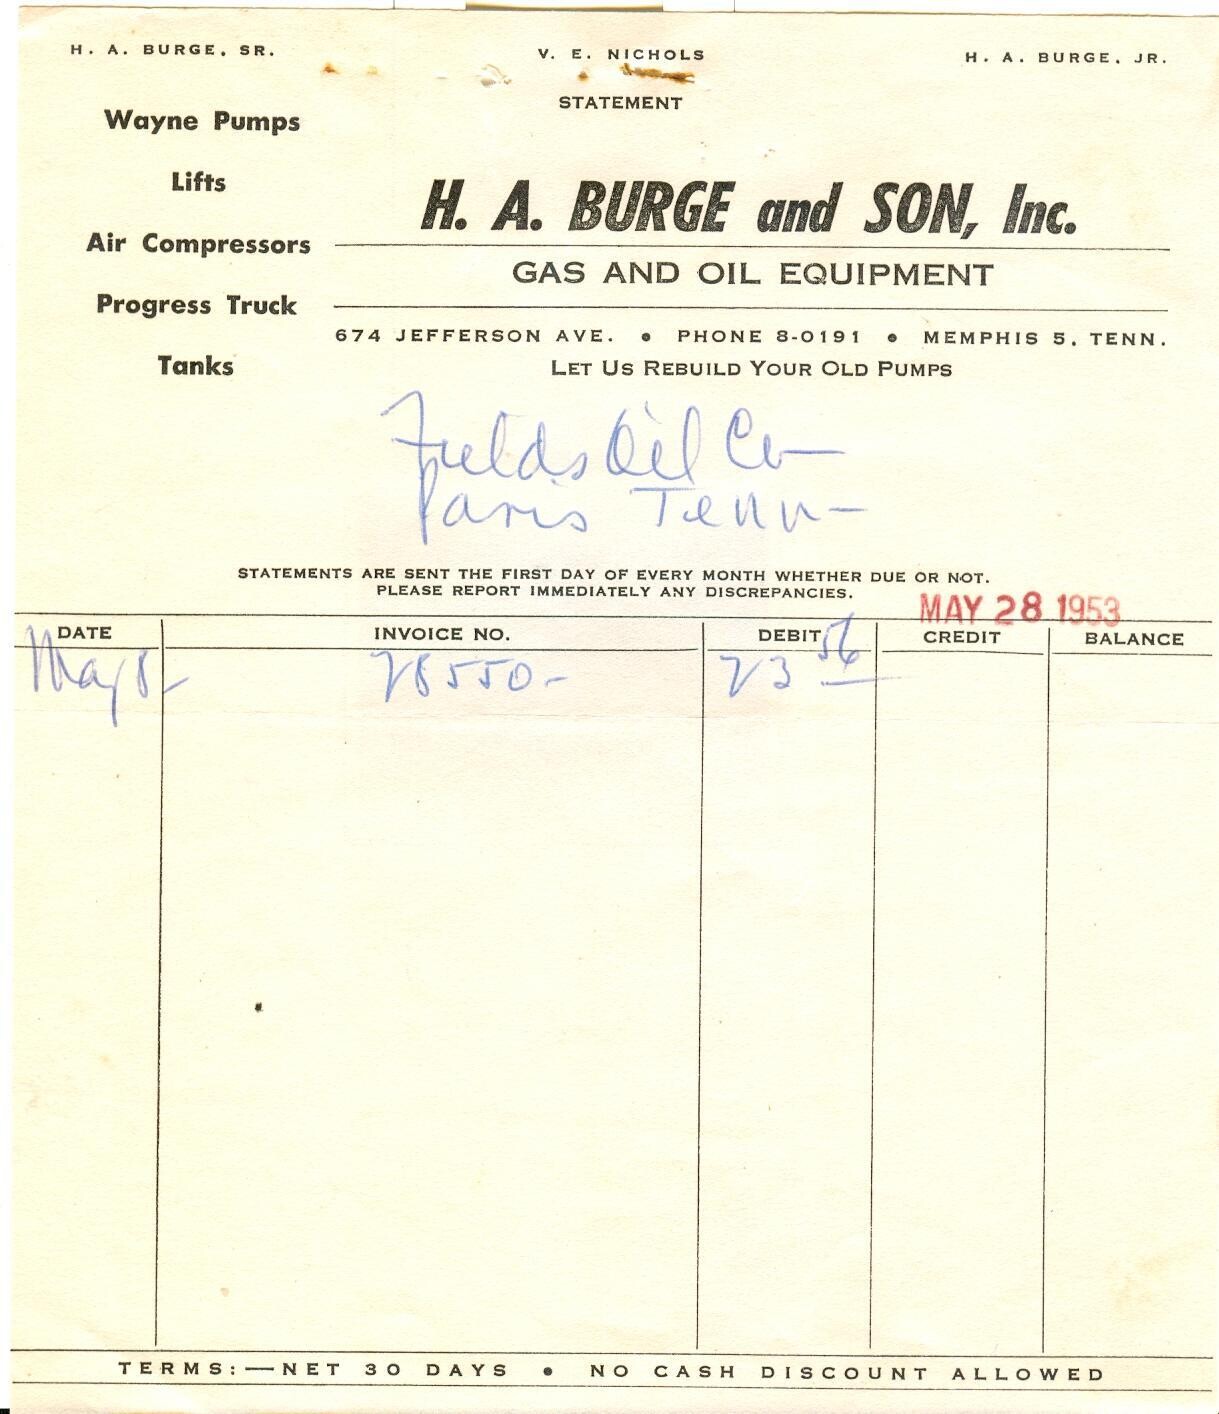 H. A. BURGE, SR.
V. E. NICHOLS
H. A. BURGE, JR.
STATEMENT
Wayne Pumps
Lifts
Air Compressors
Progress Truck
Tanks
H. A. BURGE and SON, Inc.
GAS AND OIL EQUIPMENT
674 JEFFERSON AVE. • PHONE 8-0191 • MEMPHIS 5, TENN.
LET US REBUILD YOUR OLD PUMPS
Fields Oil Co—
Paris Tenn—
STATEMENTS ARE SENT THE FIRST DAY OF EVERY MONTH WHETHER DUE OR NOT.
PLEASE REPORT IMMEDIATELY ANY DISCREPANCIES.
MAY 28 1953
DATE INVOICE NO. DEBIT CREDIT BALANCE
May 8- 28550- 23 56
TERMS:—NET 30 DAYS • NO CASH DISCOUNT ALLOWED